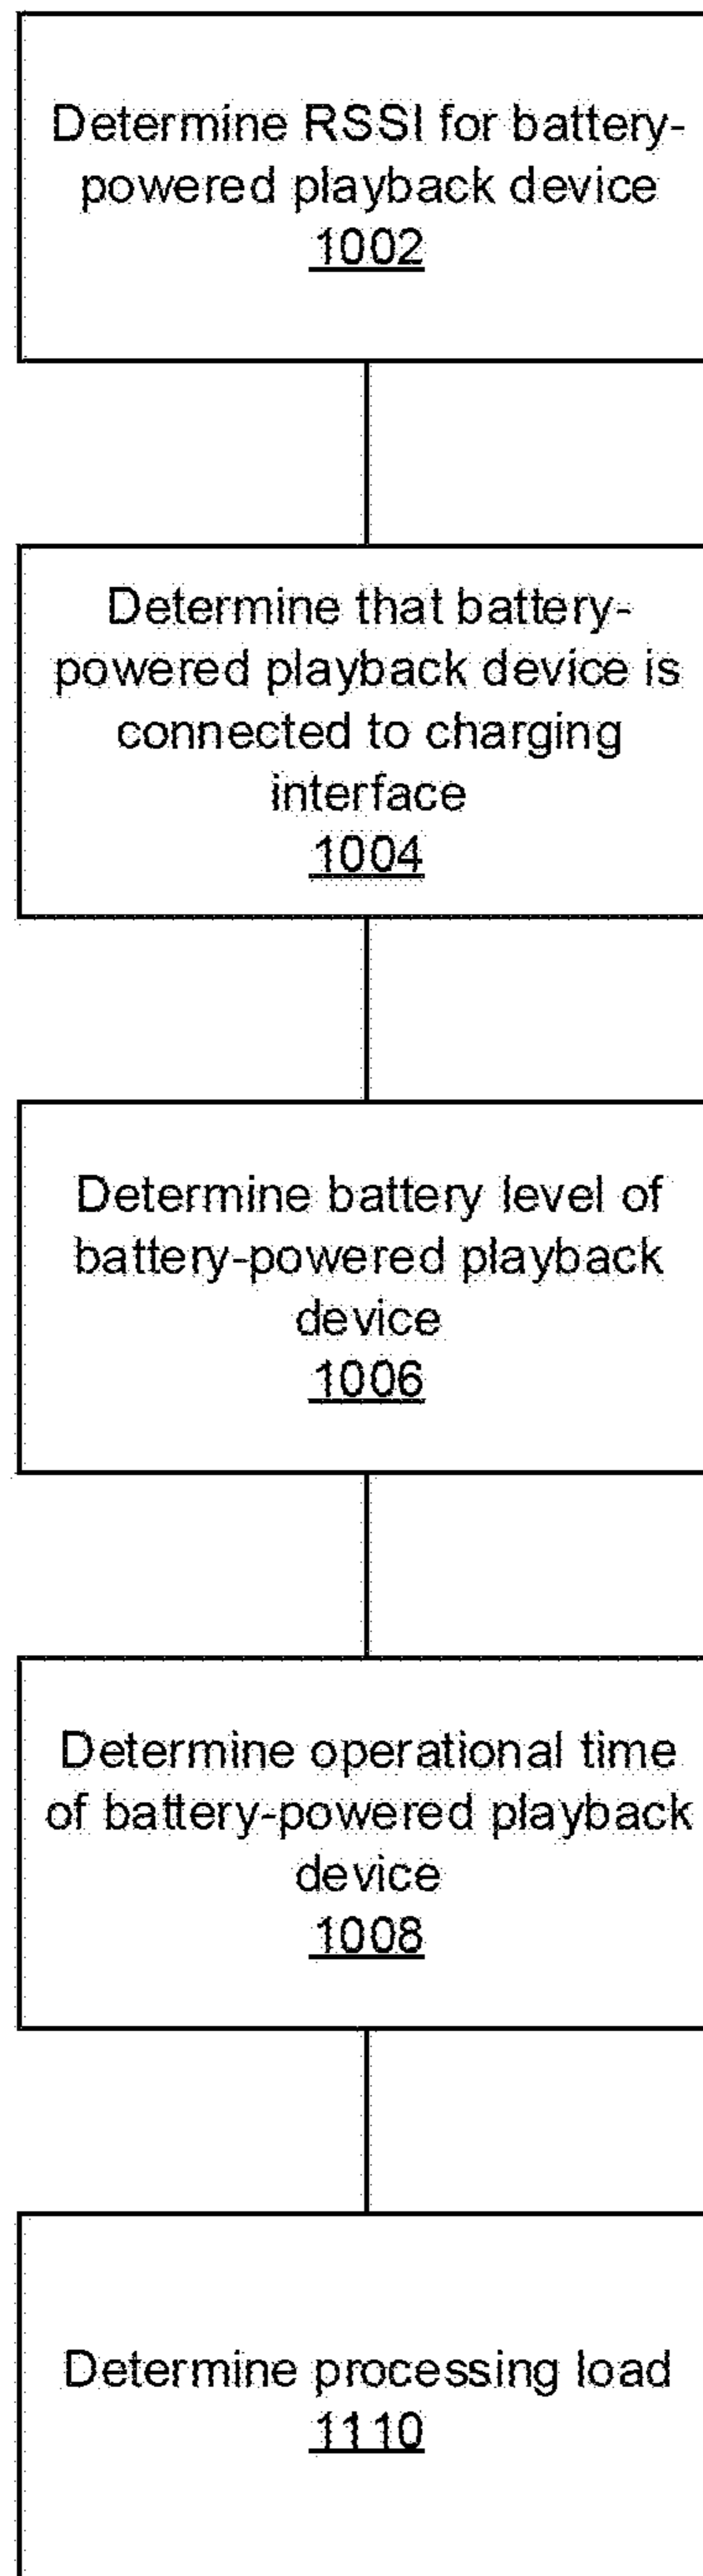 Determine RSSI for battery-
powered playback device
1002
Determine that battery-
powered playback device is
connected to charging
interface
1004
Determine battery level of
battery-powered playback
device
1006
Determine operational time
of battery-powered playback
device
1008
Determine processing load
1110